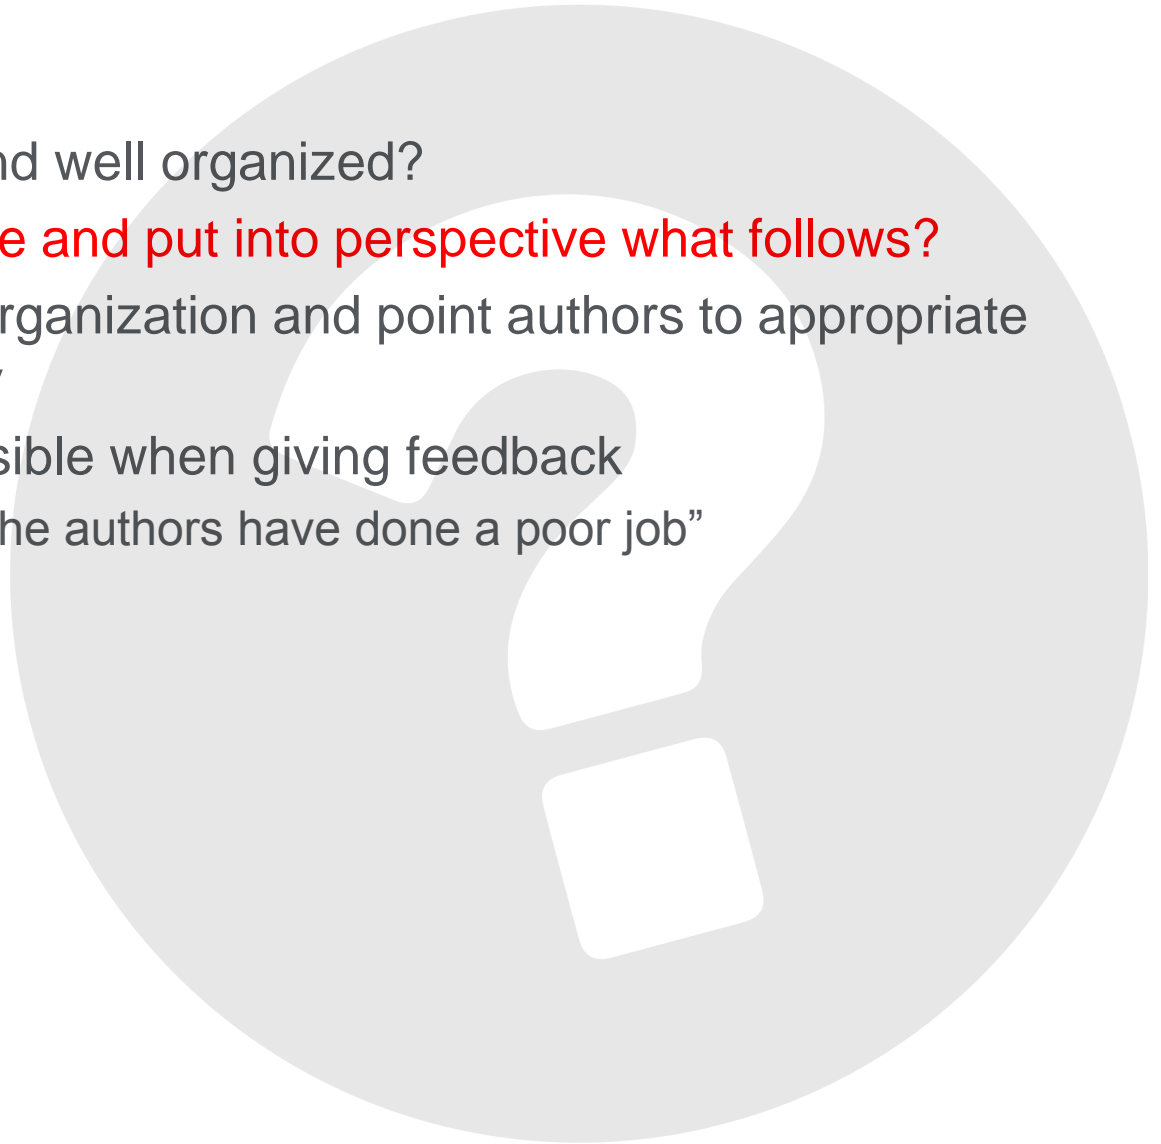 nd well organized?
e and put into perspective what follows?
rganization and point authors to appropriate
sible when giving feedback
he authors have done a poor job”